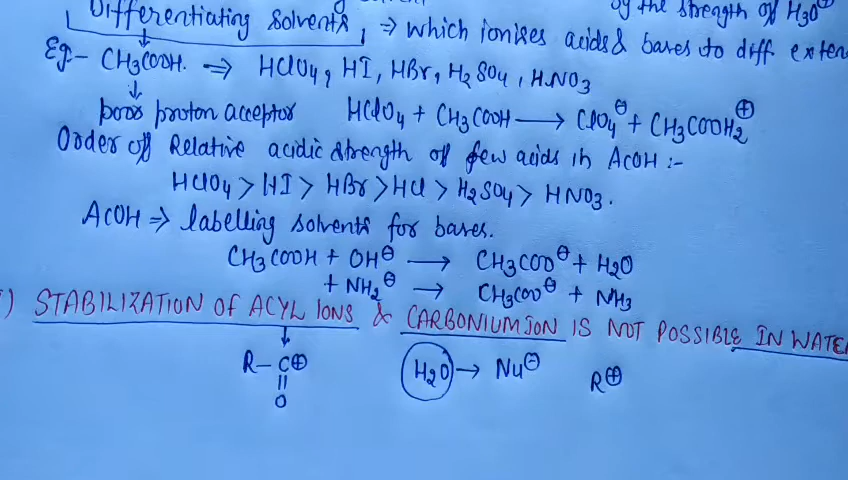 by the strength of H3O⊕
Differentiating solvents, ⇒ which ionises acids & bases to diff exten
Eg- CH3COOH. ⇒ HClO4, HI, HBr, H2SO4, HNO3
↓
poor proton acceptor HClO4 + CH3COOH ⟶ ClO4⊖ + CH3COOH2⊕
Order of Relative acidic strength of few acids in AcOH :-
HClO4 > HI > HBr > HCl > H2SO4 > HNO3.
AcOH ⇒ labelling solvents for bases.
CH3COOH + OH⊖ ⟶ CH3COO⊖ + H2O
+ NH2⊖ → CH3COO⊖ + NH3
) STABILIZATION OF ACYL IONS & CARBONIUM ION IS NOT POSSIBLE IN WATE
↓
R–C⊕ H2O → Nu⊖ R⊕
||
O